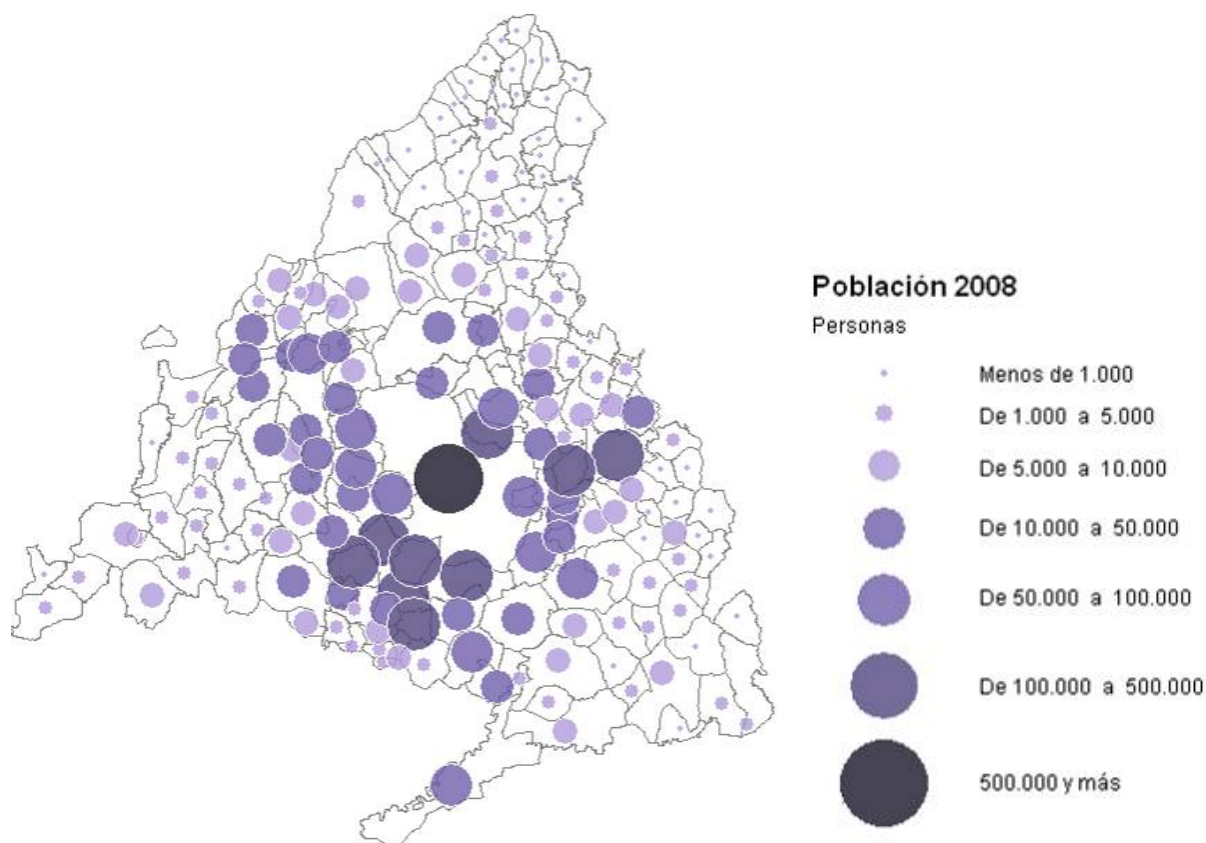 Población 2008
Personas
Menos de 1.000
De 1.000 a 5.000
De 5.000 a 10.000
De 10.000 a 50.000
De 50.000 a 100.000
De 100.000 a 500.000
500.000 y más